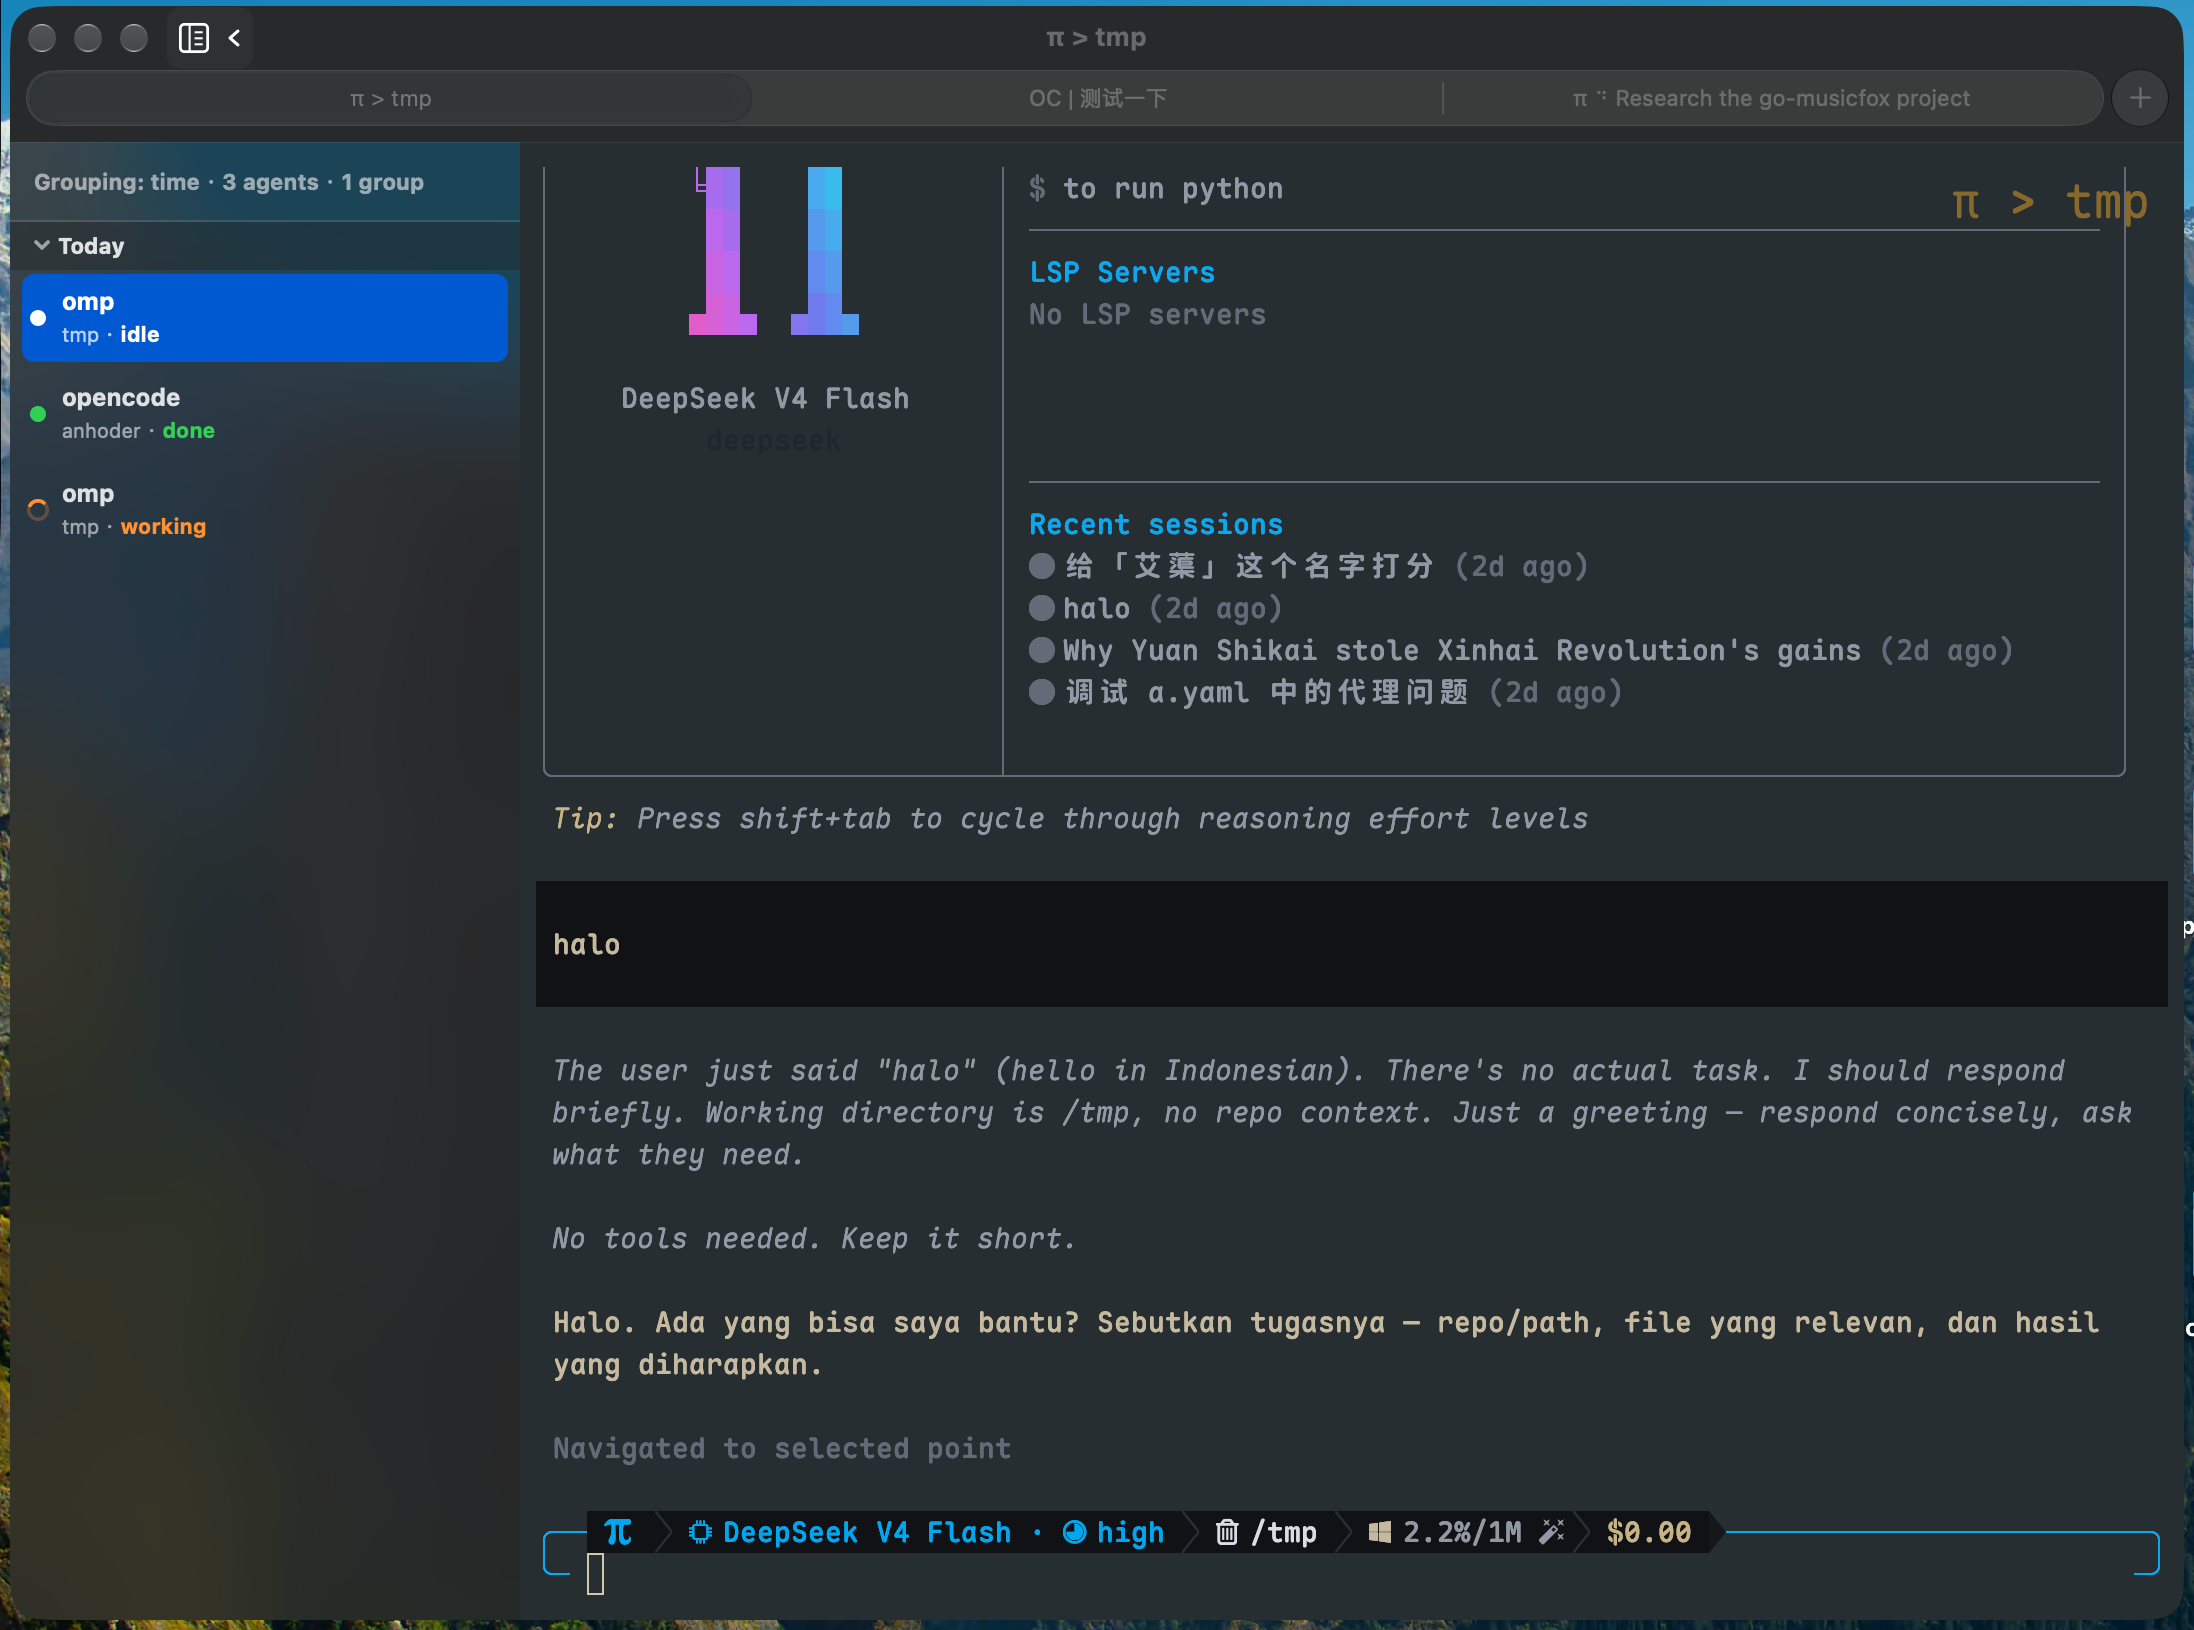 π > tmp
π > tmp
OC | 测试一下
π ⠙ Research the go-musicfox project
Grouping: time · 3 agents · 1 group
Today
omp
tmp · idle
opencode
anhoder · done
omp
tmp · working
π > tmp
$ to run python
LSP Servers
No LSP servers
DeepSeek V4 Flash
deepseek
Recent sessions
给「艾蕖」这个名字打分 (2d ago)
halo (2d ago)
Why Yuan Shikai stole Xinhai Revolution's gains (2d ago)
调试 a.yaml 中的代理问题 (2d ago)
Tip: Press shift+tab to cycle through reasoning effort levels
halo
The user just said "halo" (hello in Indonesian). There's no actual task. I should respond
briefly. Working directory is /tmp, no repo context. Just a greeting — respond concisely, ask
what they need.
No tools needed. Keep it short.
Halo. Ada yang bisa saya bantu? Sebutkan tugasnya — repo/path, file yang relevan, dan hasil
yang diharapkan.
Navigated to selected point
π DeepSeek V4 Flash · high /tmp 2.2%/1M $0.00